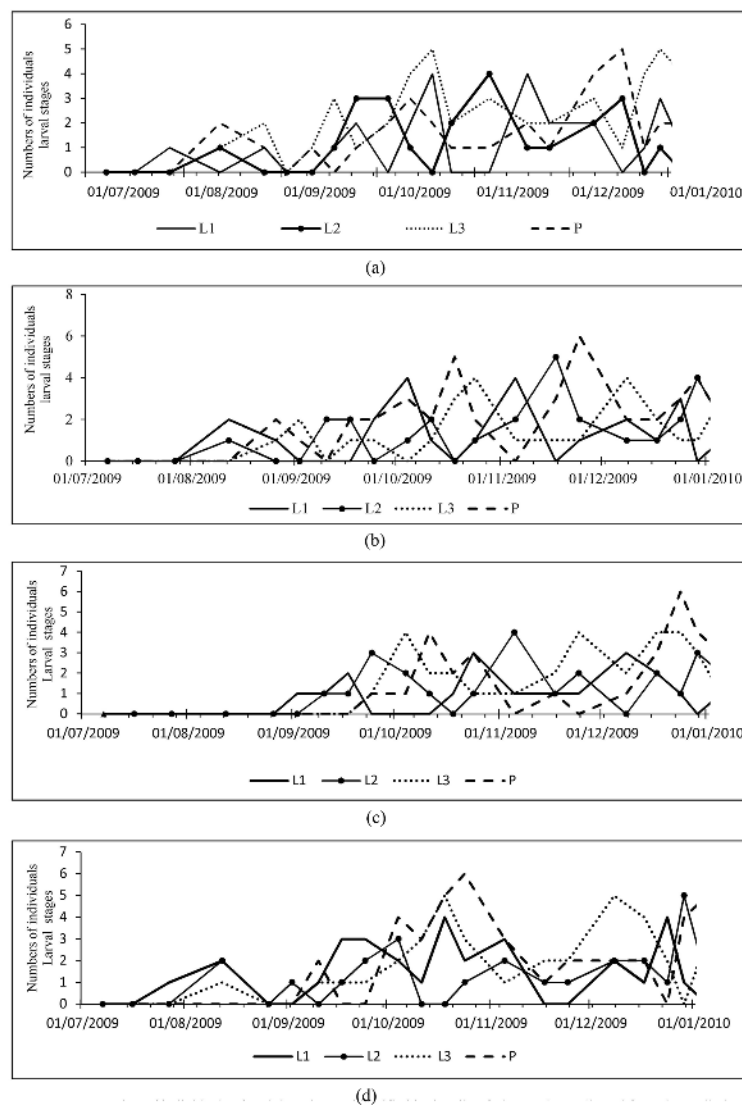 Numbers of individuals
larval stages
6
5
4
3
2
1
0
01/07/2009 01/08/2009 01/09/2009 01/10/2009 01/11/2009 01/12/2009 01/01/2010
L1 L2 L3 P
(a)
Numbers of individuals
larval stages
8
6
4
2
0
01/07/2009 01/08/2009 01/09/2009 01/10/2009 01/11/2009 01/12/2009 01/01/2010
L1 L2 L3 P
(b)
Numbers of individuals
Larval stages
7
6
5
4
3
2
1
0
01/07/2009 01/08/2009 01/09/2009 01/10/2009 01/11/2009 01/12/2009 01/01/2010
L1 L2 L3 P
(c)
Numbers of individuals
Larval stages
7
6
5
4
3
2
1
0
01/07/2009 01/08/2009 01/09/2009 01/10/2009 01/11/2009 01/12/2009 01/01/2010
L1 L2 L3 P
(d)